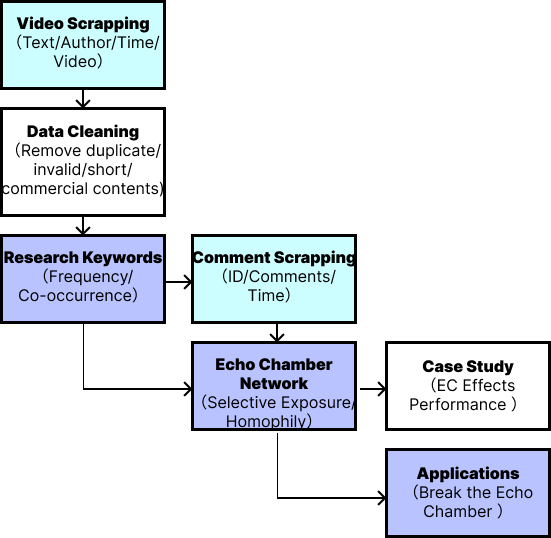 Video Scrapping
（Text/Author/Time/
Video）
Data Cleaning
（Remove duplicate/
invalid/short/
commercial contents)
Research Keywords
（Frequency/
Co-occurrence）
Comment Scrapping
（ID/Comments/
Time）
Echo Chamber
Network
（Selective Exposure/
Homophily）
Case Study
（EC Effects
Performance ）
Applications
（Break the Echo
Chamber ）